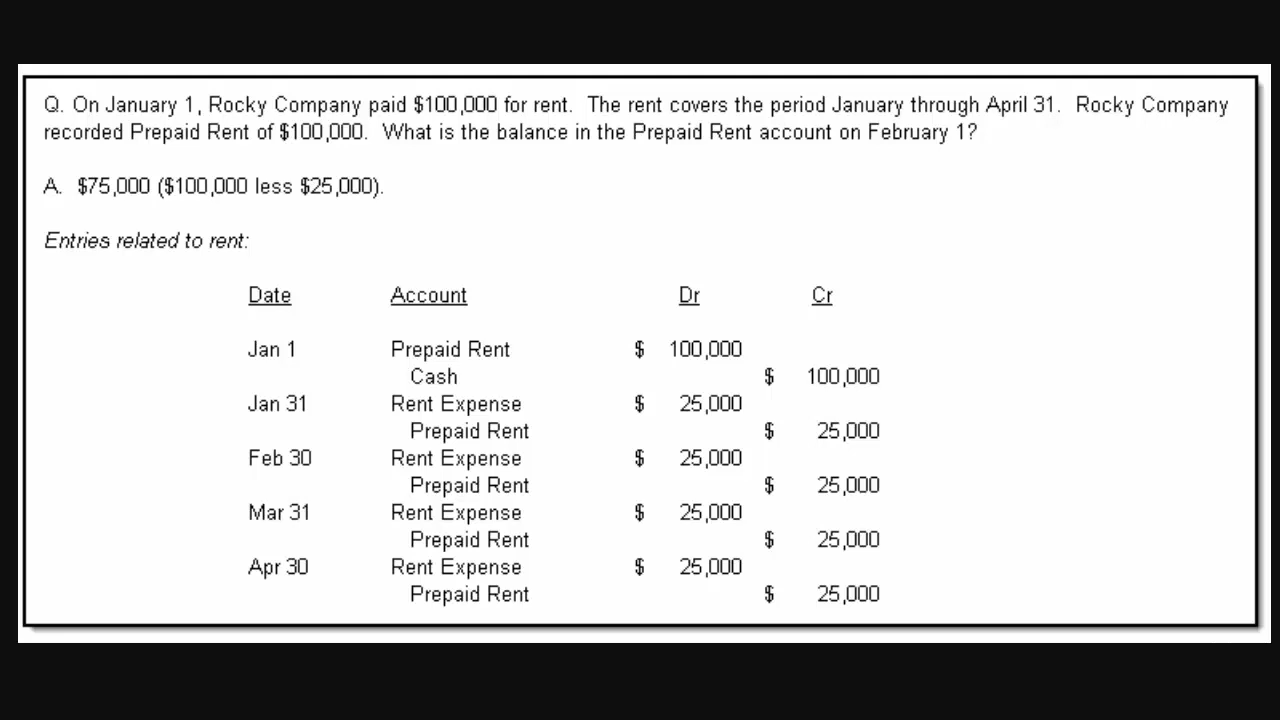 Q. On January 1, Rocky Company paid $100,000 for rent. The rent covers the period January through April 31. Rocky Company
recorded Prepaid Rent of $100,000. What is the balance in the Prepaid Rent account on February 1?
A. $75,000 ($100,000 less $25,000).
Entries related to rent:
Date Account Dr Cr
Jan 1 Prepaid Rent $ 100,000
Cash $ 100,000
Jan 31 Rent Expense $ 25,000
Prepaid Rent $ 25,000
Feb 30 Rent Expense $ 25,000
Prepaid Rent $ 25,000
Mar 31 Rent Expense $ 25,000
Prepaid Rent $ 25,000
Apr 30 Rent Expense $ 25,000
Prepaid Rent $ 25,000